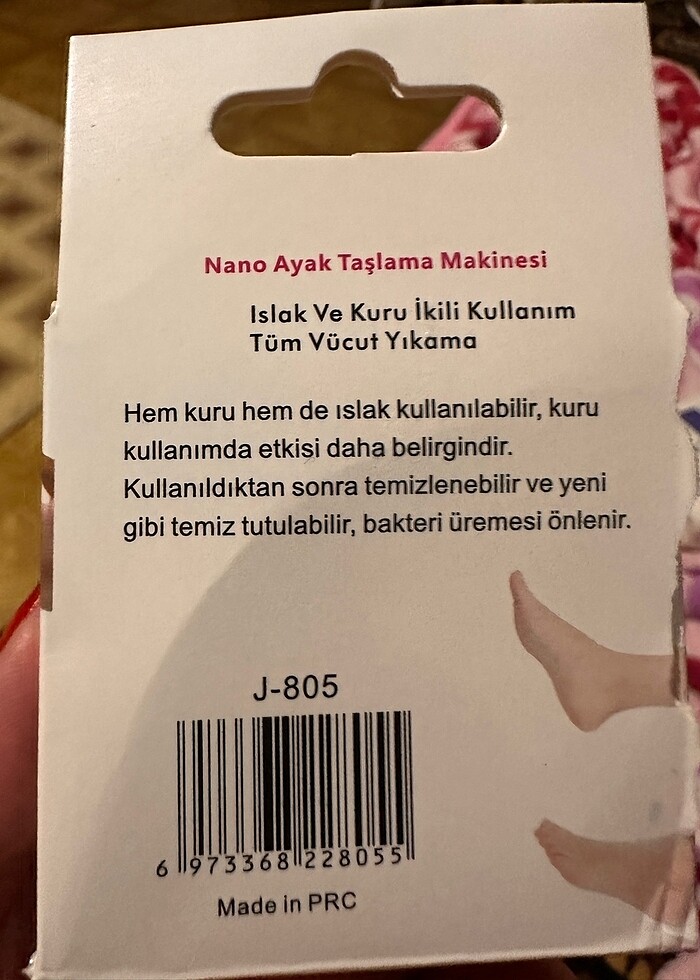 Nano Ayak Taşlama Makinesi
Islak Ve Kuru İkili Kullanım
Tüm Vücut Yıkama
Hem kuru hem de ıslak kullanılabilir, kuru
kullanımda etkisi daha belirgindir.
Kullanıldıktan sonra temizlenebilir ve yeni
gibi temiz tutulabilir, bakteri üremesi önlenir.
J-805
6 973368 228055
Made in PRC